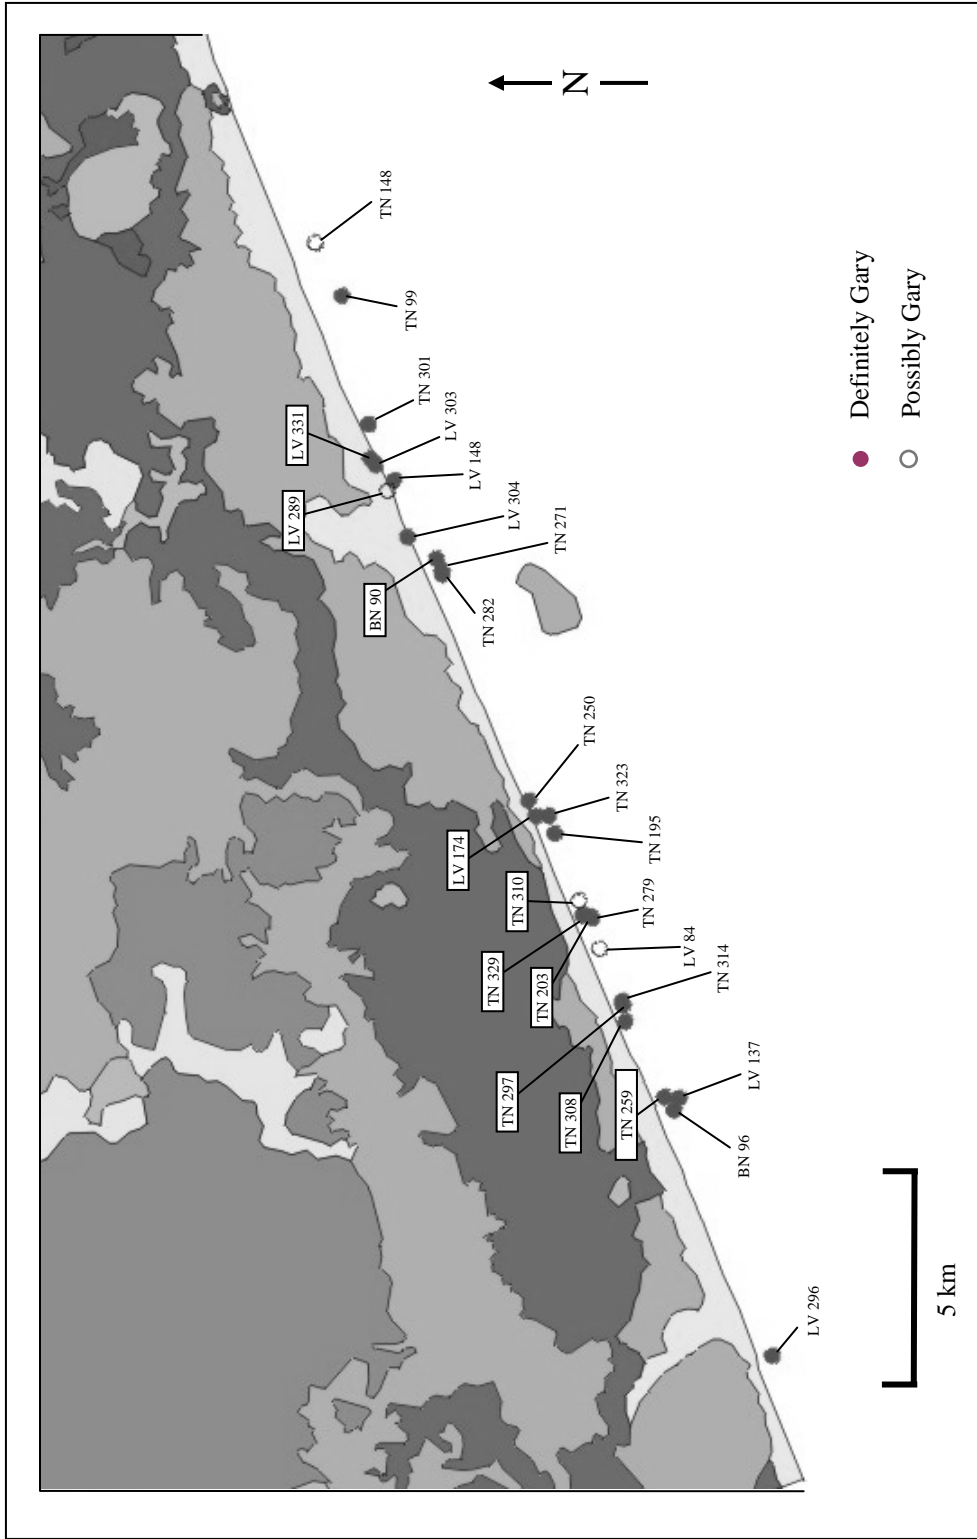 N
TN 148
TN 99
TN 301
LV 331
LV 303
LV 148
LV 289
LV 304
TN 271
BN 90
TN 282
TN 250
TN 323
LV 174
TN 195
TN 310
TN 279
TN 329
LV 84
TN 203
TN 314
TN 297
TN 308
LV 137
TN 259
BN 96
LV 296
Definitely Gary
Possibly Gary
5 km